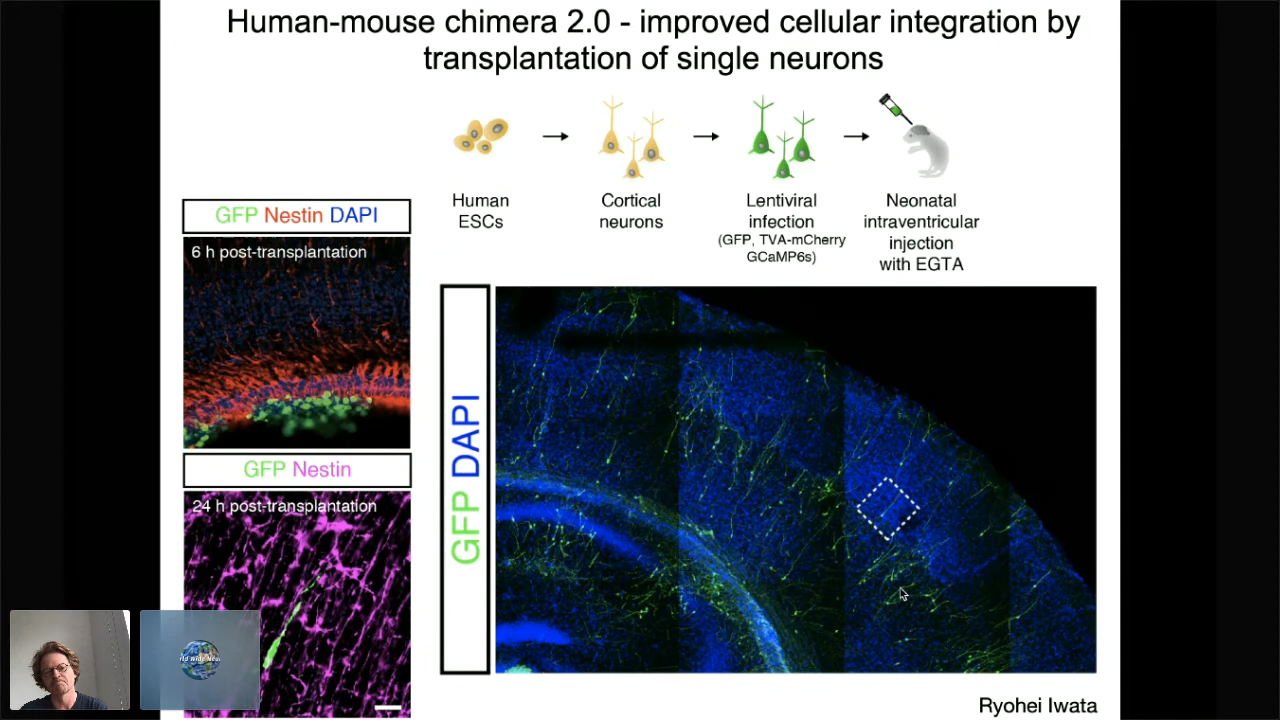 Human-mouse chimera 2.0 - improved cellular integration by
transplantation of single neurons
Human
ESCs
Cortical
neurons
Lentiviral
infection
(GFP, TVA-mCherry
GCaMP6s)
Neonatal
intraventricular
injection
with EGTA
GFP Nestin DAPI
6 h post-transplantation
GFP Nestin
24 h post-transplantation
GFP DAPI
Ryohei Iwata